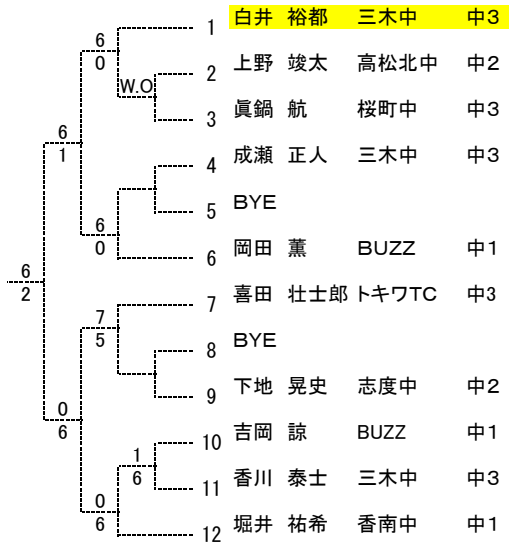 1 白井 裕都 三木中 中3
6
0
2 上野 竣太 高松北中 中2
W.O
3 眞鍋 航 桜町中 中3
6
1
4 成瀬 正人 三木中 中3
5 BYE
6
0
6 岡田 薫 BUZZ 中1
6
2
7 喜田 壮士郎 トキワTC 中3
7
5
8 BYE
9 下地 晃史 志度中 中2
0
6
10 吉岡 諒 BUZZ 中1
1
6
11 香川 泰士 三木中 中3
0
6
12 堀井 祐希 香南中 中1